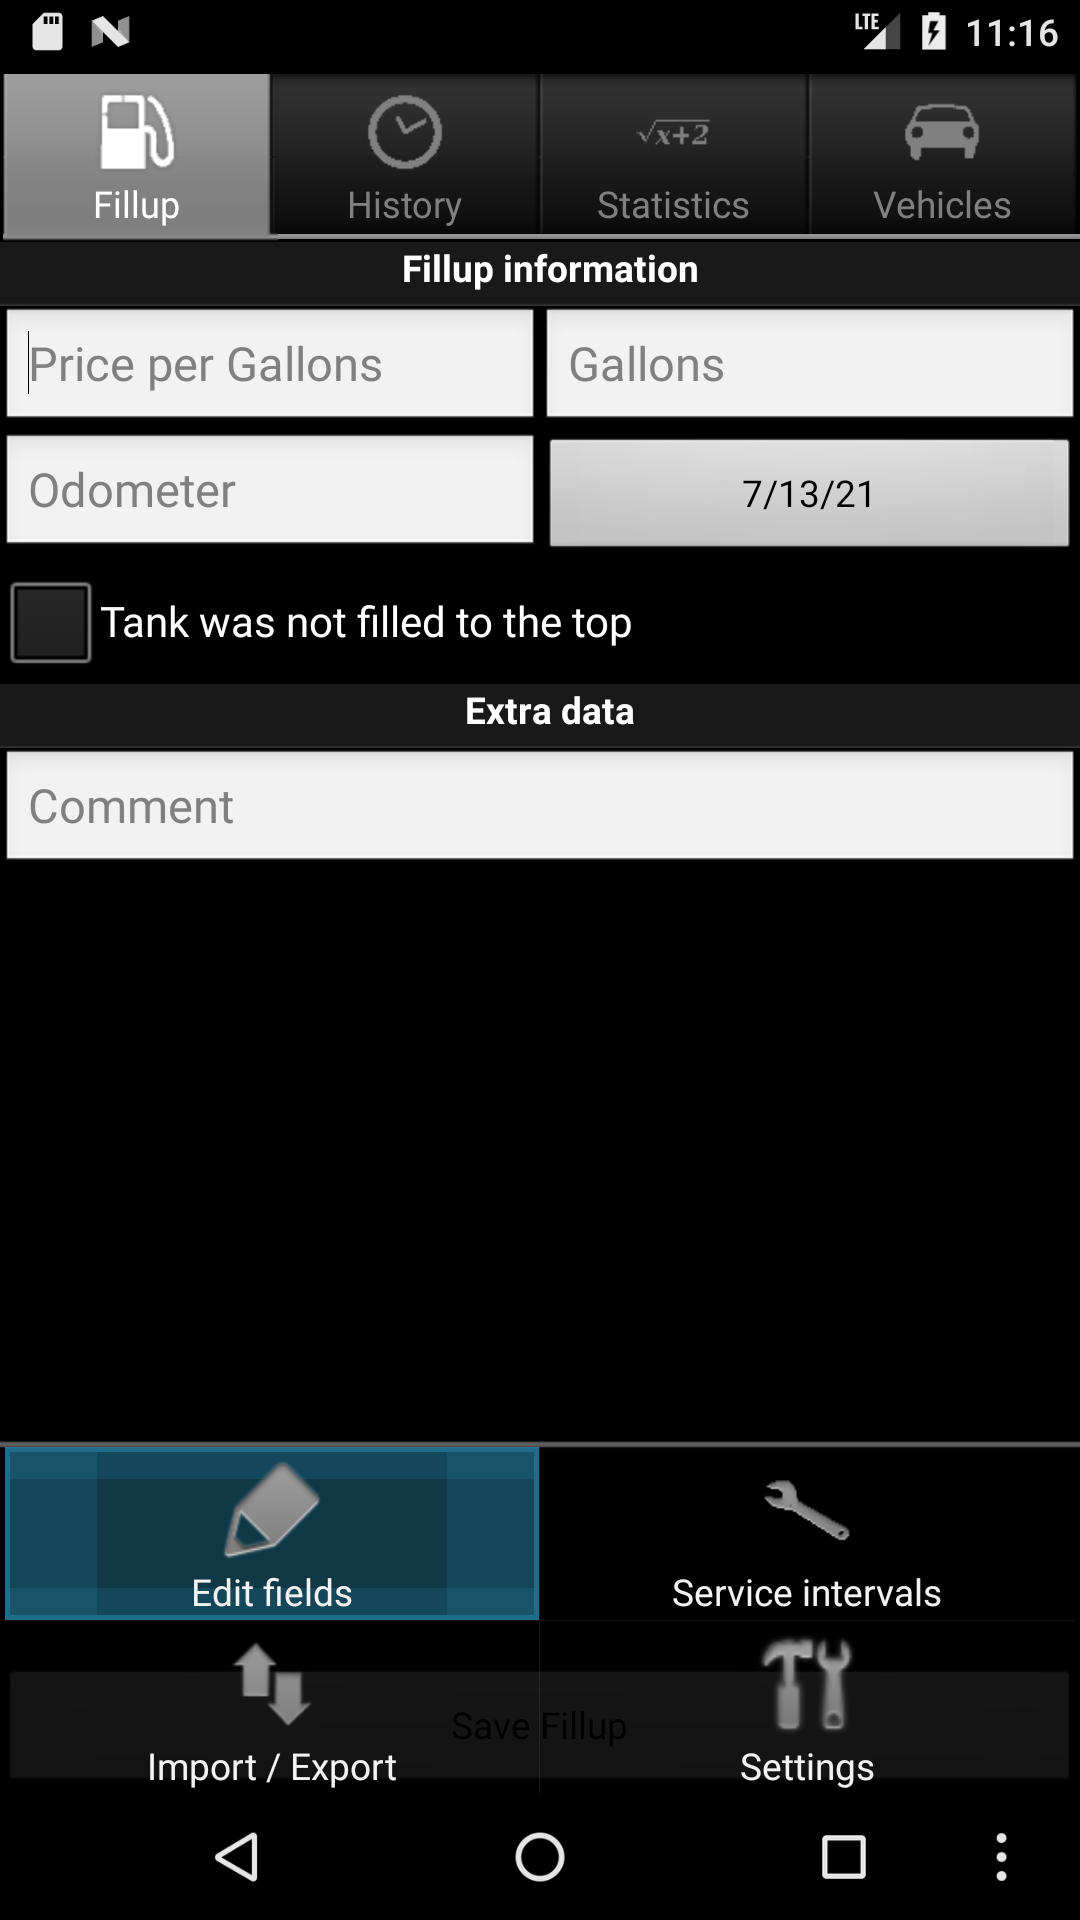 LTE 11:16
Fillup History √x+2 Statistics Vehicles
Fillup information
Price per Gallons Gallons
Odometer 7/13/21
Tank was not filled to the top
Extra data
Comment
Edit fields Service intervals
Save Fillup
Import / Export Settings